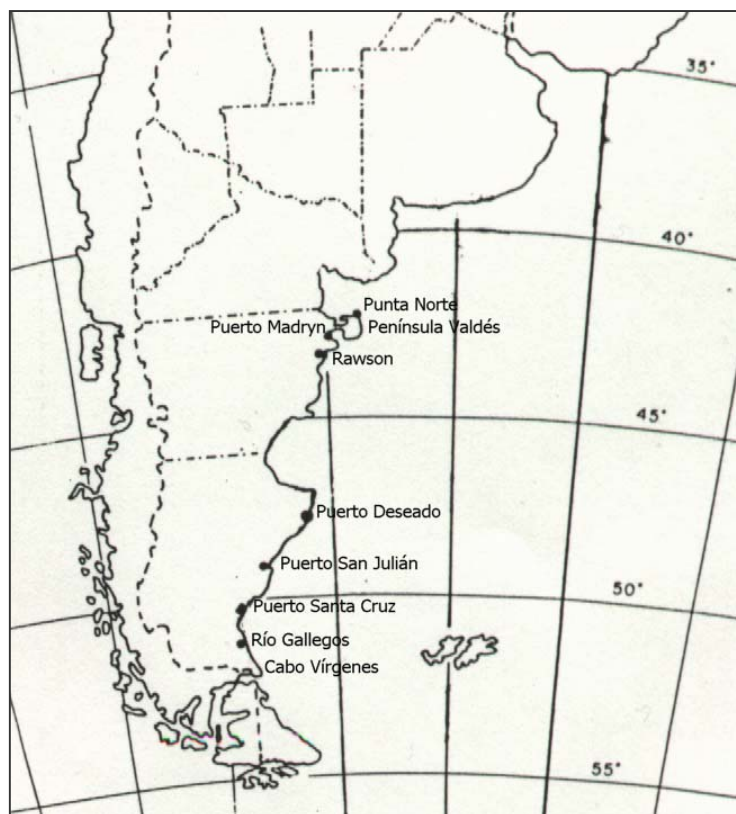 35°
40°
Punta Norte
Puerto Madryn
Península Valdés
Rawson
45°
Puerto Deseado
Puerto San Julián
50°
Puerto Santa Cruz
Río Gallegos
Cabo Vírgenes
55°